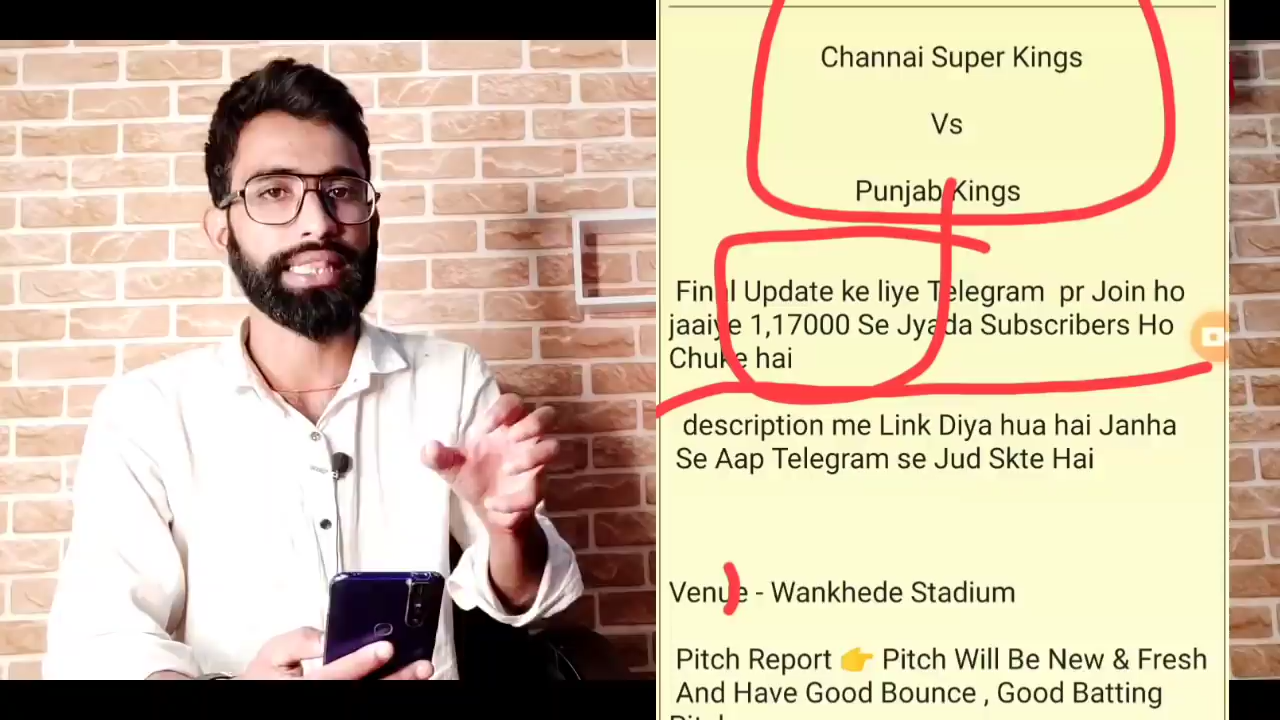 Channai Super Kings
Vs
Punjab Kings
Final Update ke liye Telegram pr Join ho
jaaiye 1,17000 Se Jyada Subscribers Ho
Chuke hai
description me Link Diya hua hai Janha
Se Aap Telegram se Jud Skte Hai
Venue - Wankhede Stadium
Pitch Report 👉 Pitch Will Be New & Fresh
And Have Good Bounce , Good Batting